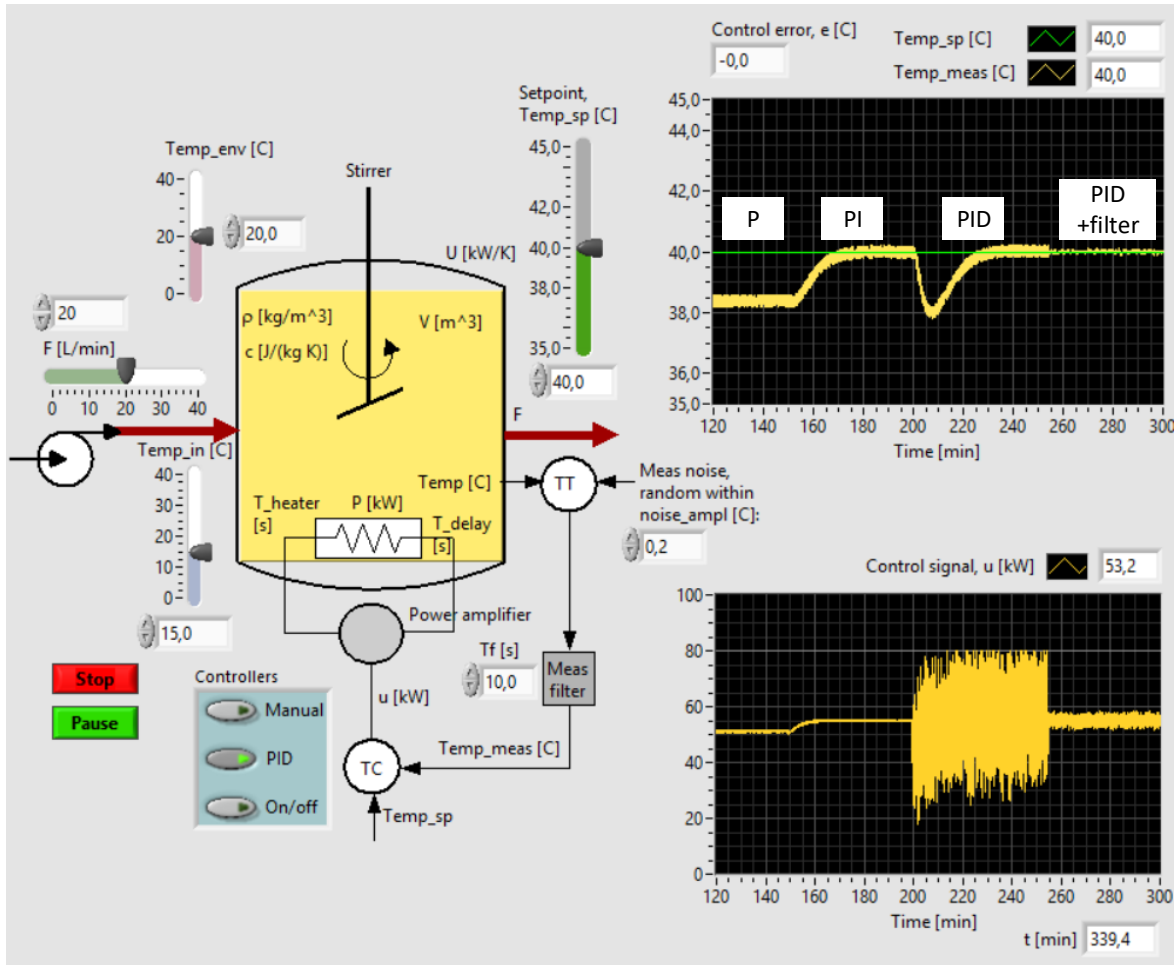 Control error, e [C]
-0,0
Temp_sp [C]
40,0
Temp_meas [C]
40,0
Setpoint,
Temp_sp [C]
45,0
42,0
40,0
38,0
35,0
40,0
Temp_env [C]
40
20
0
20,0
Stirrer
U [kW/K]
20
F [L/min]
0 10 20 30 40
ρ [kg/m^3]
c [J/(kg K)]
V [m^3]
F
Temp_in [C]
40
30
20
10
0
15,0
Temp [C]
TT
Meas noise,
random within
noise_ampl [C]:
0,2
T_heater
[s]
P [kW]
T_delay
[s]
Power amplifier
Tf [s]
10,0
Meas
filter
u [kW]
Temp_meas [C]
TC
Temp_sp
Stop
Pause
Controllers
Manual
PID
On/off
45,0
44,0
42,0
40,0
38,0
36,0
35,0
P
PI
PID
PID
+filter
120 140 160 180 200 220 240 260 280 300
Time [min]
Control signal, u [kW]
53,2
100
80
60
40
20
0
120 140 160 180 200 220 240 260 280 300
Time [min]
t [min]
339,4